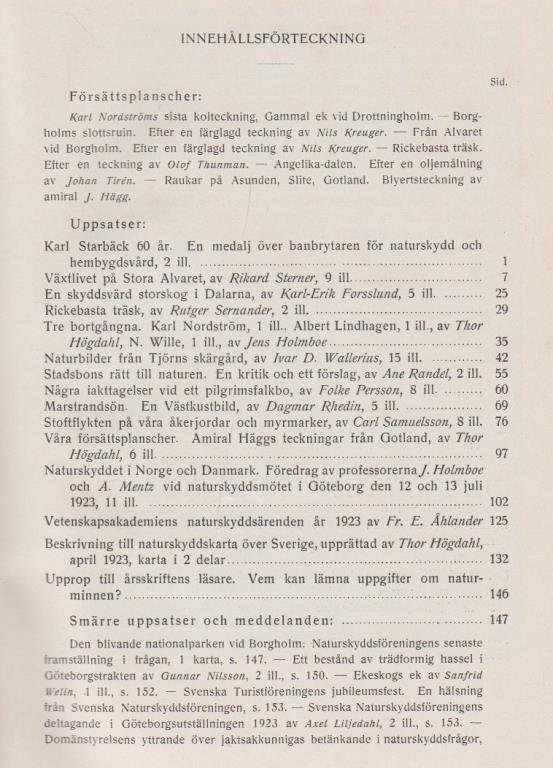 INNEHÅLLSFÖRTECKNING
Sid.
Försättsplanscher:
Karl Nordströms sista kolteckning, Gammal ek vid Drottningholm. — Borg-
holms slottsruin. Efter en färglagd teckning av Nils Kreuger. — Från Alvaret
vid Borgholm. Efter en färglagd teckning av Nils Kreuger. — Rickebasta träsk.
Efter en teckning av Olof Thunman. — Angelika-dalen. Efter en oljemålning
av Johan Tirén. — Raukar på Asunden, Slite, Gotland. Blyertsteckning av
amiral J. Hägg.
Uppsatser:
Karl Starbäck 60 år. En medalj över banbrytaren för naturskydd och
hembygdsvård, 2 ill. .......... 1
Växtlivet på Stora Alvaret, av Rikard Sterner, 9 ill. .......... 7
En skyddsvärd storskog i Dalarna, av Karl-Erik Forsslund, 5 ill. .......... 25
Rickebasta träsk, av Rutger Sernander, 2 ill. .......... 29
Tre bortgångna. Karl Nordström, 1 ill., Albert Lindhagen, 1 ill., av Thor
Högdahl, N. Wille, 1 ill., av Jens Holmboe .......... 35
Naturbilder från Tjörns skärgård, av Ivar D. Wallerius, 15 ill. .......... 42
Stadsbons rätt till naturen. En kritik och ett förslag, av Ane Randel, 2 ill. 55
Några iakttagelser vid ett pilgrimsfalkbo, av Folke Persson, 8 ill. .......... 60
Marstrandsön. En Västkustbild, av Dagmar Rhedin, 5 ill. .......... 69
Stoftflykten på våra åkerjordar och myrmarker, av Carl Samuelsson, 8 ill. 76
Våra försättsplanscher. Amiral Häggs teckningar från Gotland, av Thor
Högdahl, 6 ill. .......... 97
Naturskyddet i Norge och Danmark. Föredrag av professorerna J. Holmboe
och A. Mentz vid naturskyddsmötet i Göteborg den 12 och 13 juli
1923, 11 ill. .......... 102
Vetenskapsakademiens naturskyddsärenden år 1923 av Fr. E. Åhlander 125
Beskrivning till naturskyddskarta över Sverige, upprättad av Thor Högdahl,
april 1923, karta i 2 delar .......... 132
Upprop till årsskriftens läsare. Vem kan lämna uppgifter om natur-
minnen? .......... 146
Smärre uppsatser och meddelanden: .......... 147
Den blivande nationalparken vid Borgholm. Naturskyddsföreningens senaste
framställning i frågan, 1 karta, s. 147. — Ett bestånd av trädformig hassel i
Göteborgstrakten av Gunnar Nilsson, 2 ill., s. 150. — Ekeskogs ek av Sanfrid
Welin, 1 ill., s. 152. — Svenska Turistföreningens jubileumsfest. En hälsning
från Svenska Naturskyddsföreningen, s. 153. — Svenska Naturskyddsföreningens
deltagande i Göteborgsutställningen 1923 av Axel Liljedahl, 2 ill., s. 153. —
Domänstyrelsens yttrande över jaktsakkunnigas betänkande i naturskyddsfrågor,